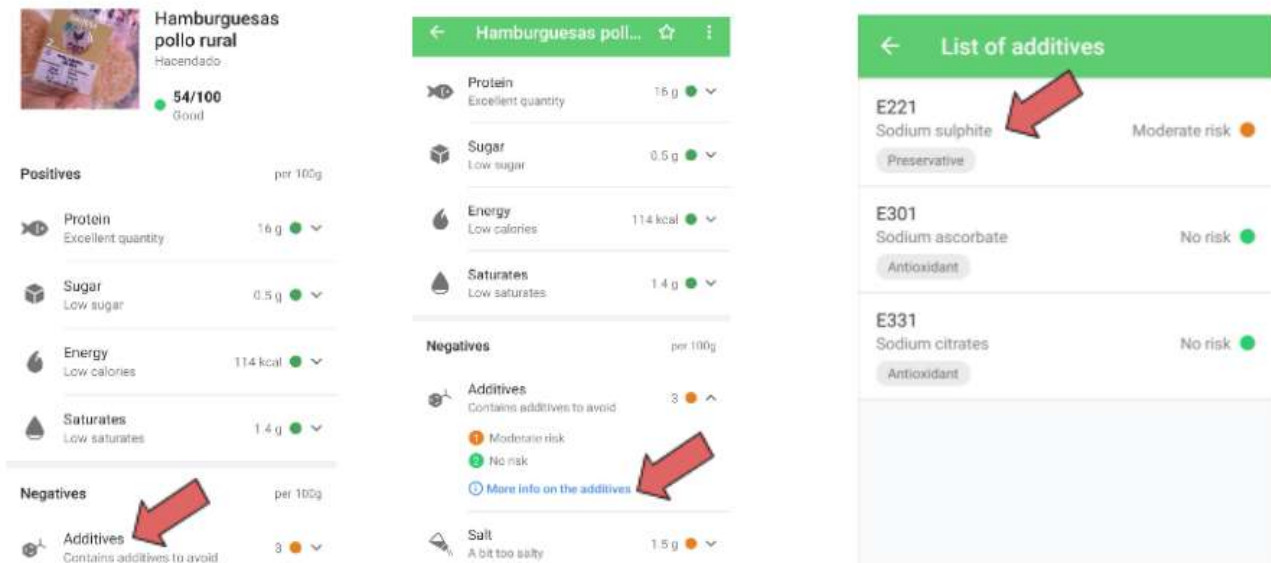 Hamburguesas
pollo rural
Hacendado
54/100
Good
Positives per 100g
Protein
Excellent quantity
16 g
Sugar
Low sugar
0.5 g
Energy
Low calories
114 kcal
Saturates
Low saturates
1.4 g
Negatives per 100g
Additives
Contains additives to avoid
3
Hamburguesas poll...
Protein
Excellent quantity
16 g
Sugar
Low sugar
0.5 g
Energy
Low calories
114 kcal
Saturates
Low saturates
1.4 g
Negatives per 100g
Additives
Contains additives to avoid
3
1 Moderate risk
2 No risk
More info on the additives
Salt
A bit too salty
1.5 g
List of additives
E221
Sodium sulphite
Moderate risk
Preservative
E301
Sodium ascorbate
No risk
Antioxidant
E331
Sodium citrates
No risk
Antioxidant